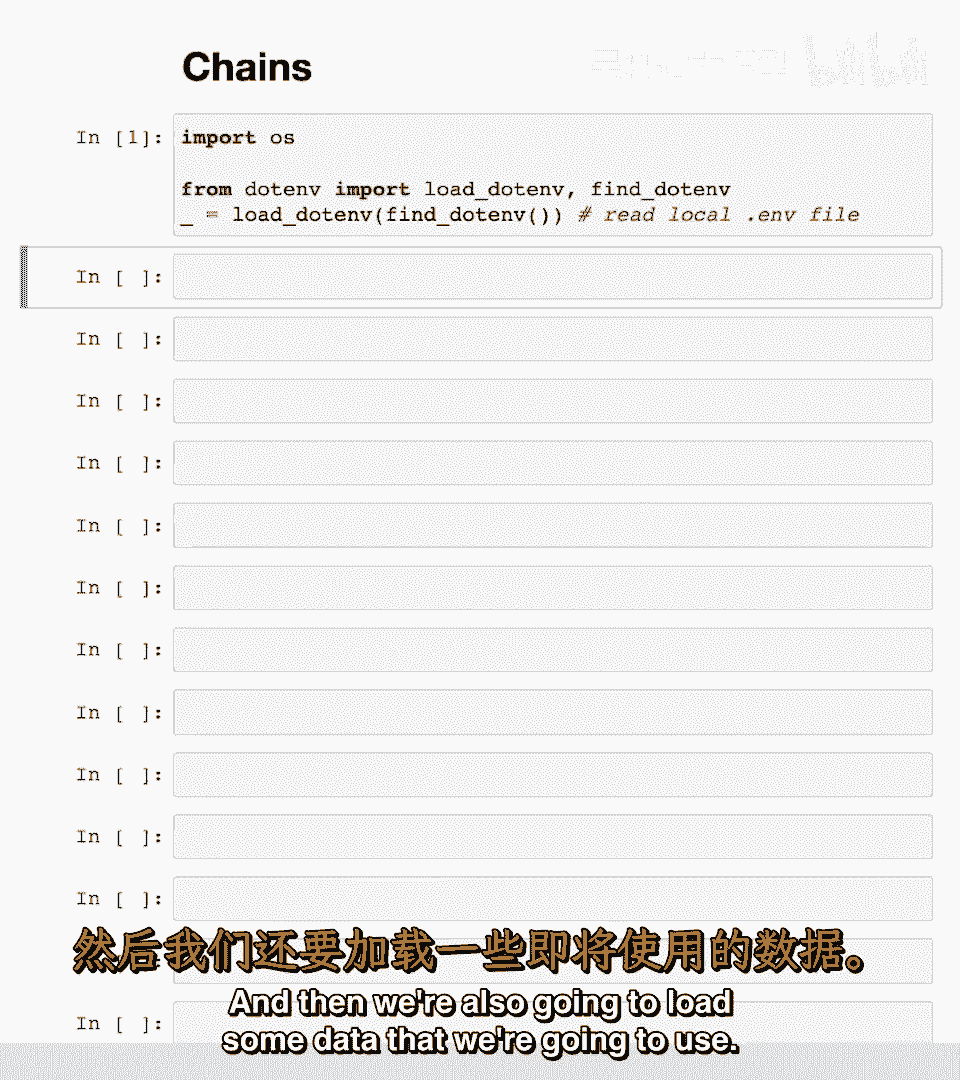 Chains
In [1]:
import os
from dotenv import load_dotenv, find_dotenv
_ = load_dotenv(find_dotenv()) # read local .env file
In [ ]:
In [ ]:
In [ ]:
In [ ]:
In [ ]:
In [ ]:
In [ ]:
In [ ]:
In [ ]:
In [ ]:
In [ ]:
然后我们还要加载一些即将使用的数据。
And then we're also going to load
In [ ]:
some data that we're going to use.